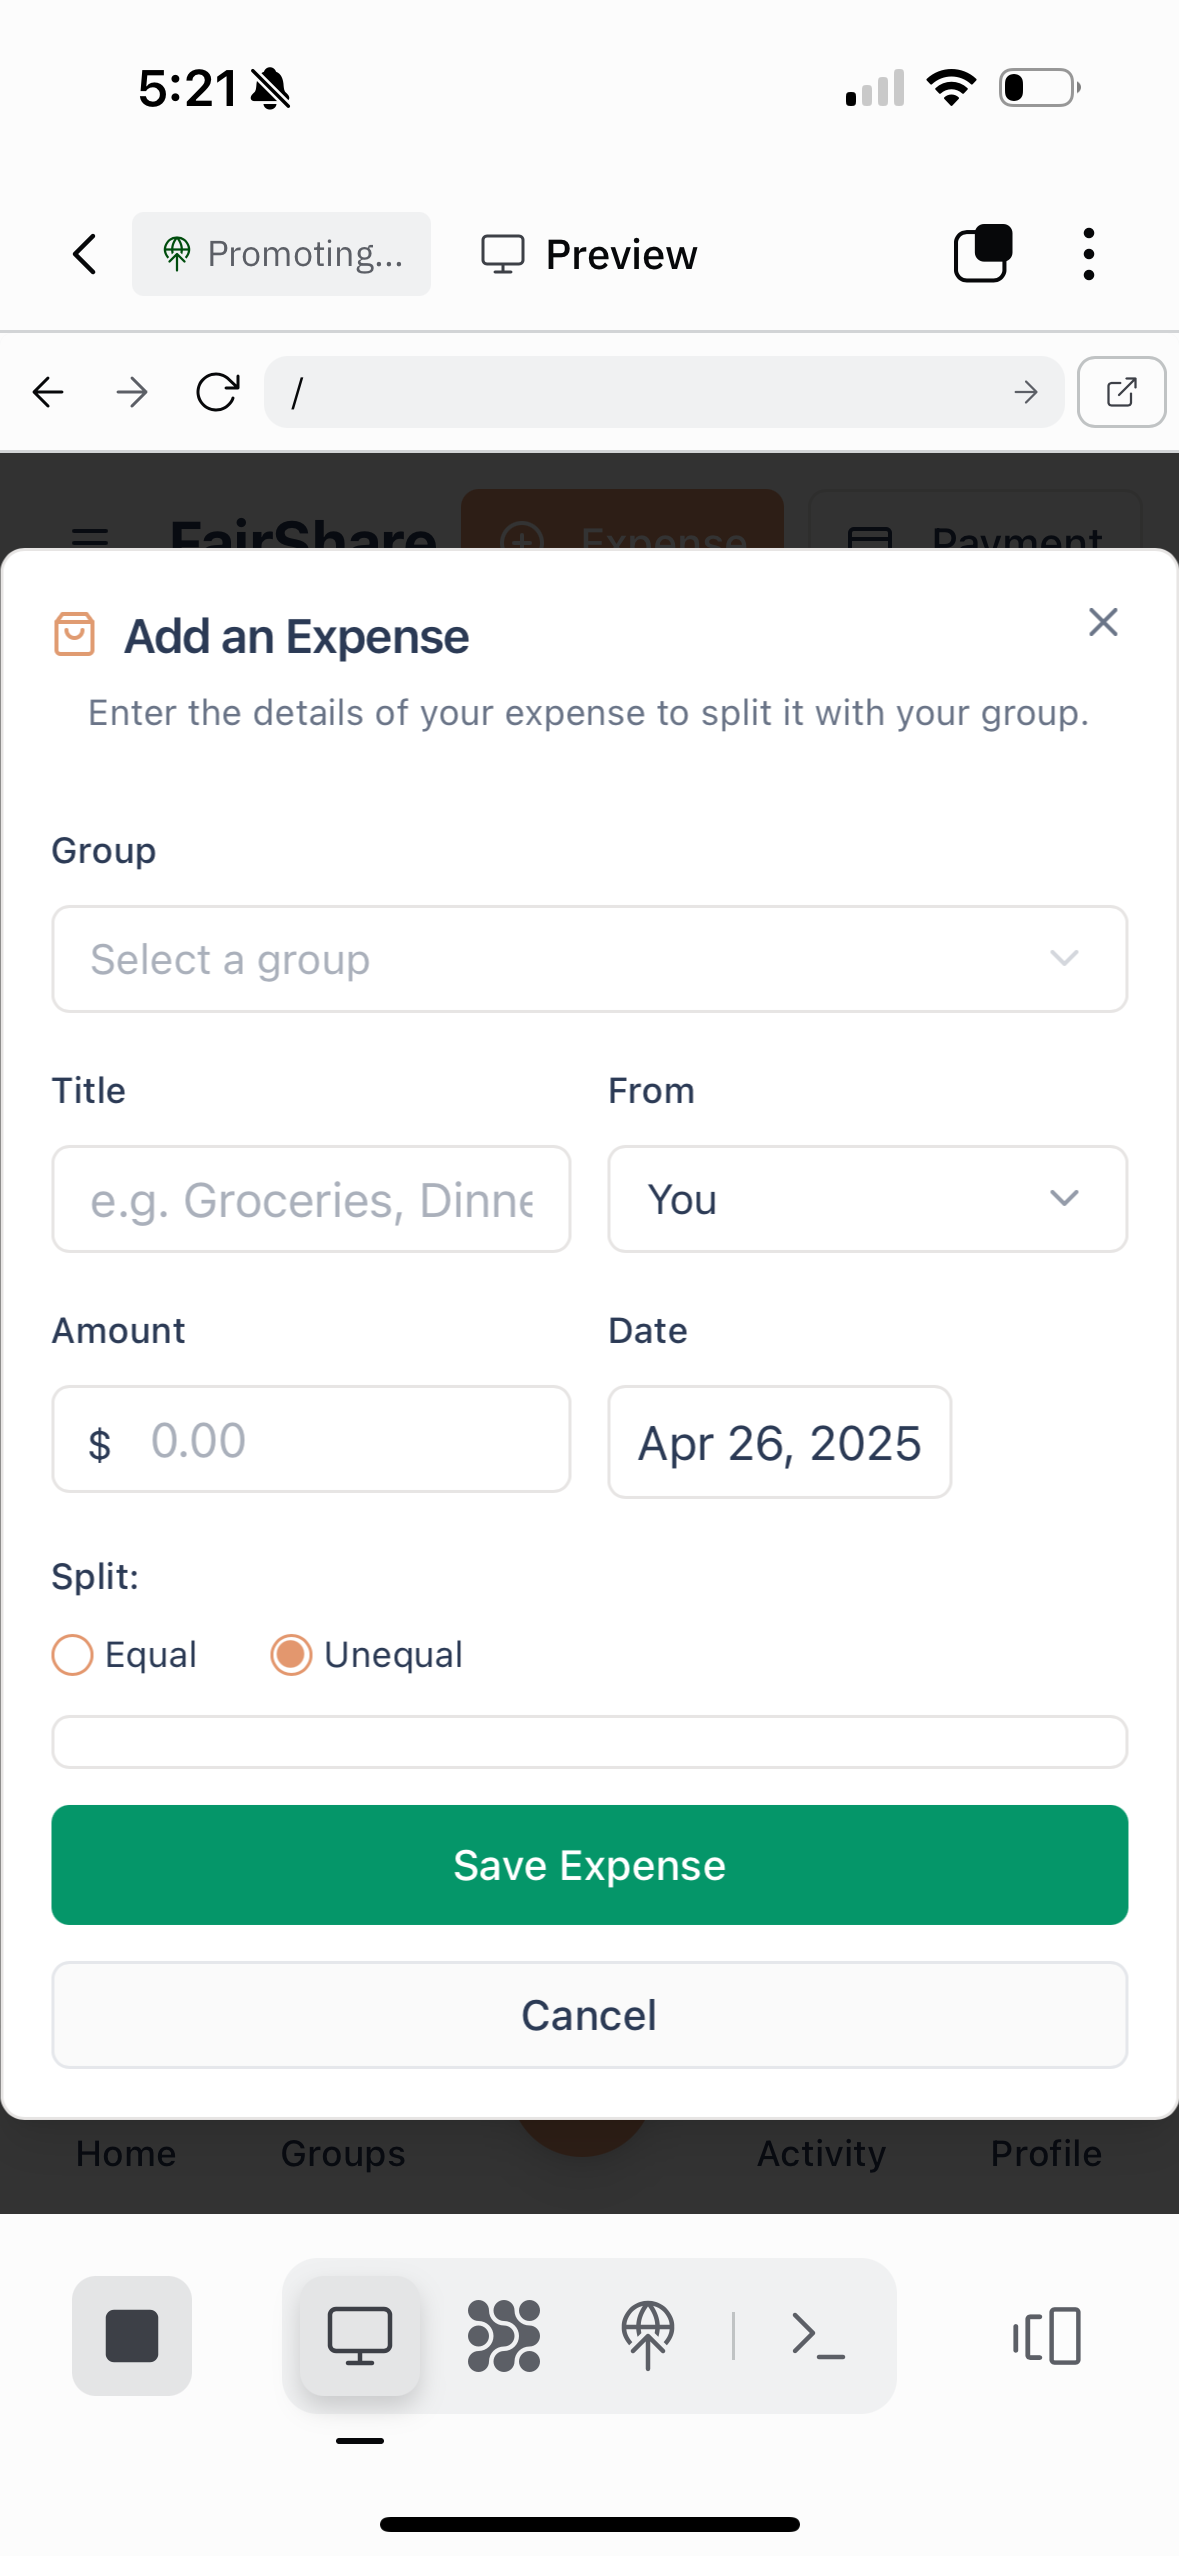 5:21
Promoting...
Preview
/
FairShare
Expense
Payment
Add an Expense
Enter the details of your expense to split it with your group.
Group
Select a group
Title
From
e.g. Groceries, Dinne
You
Amount
Date
$ 0.00
Apr 26, 2025
Split:
Equal
Unequal
Save Expense
Cancel
Home
Groups
Activity
Profile